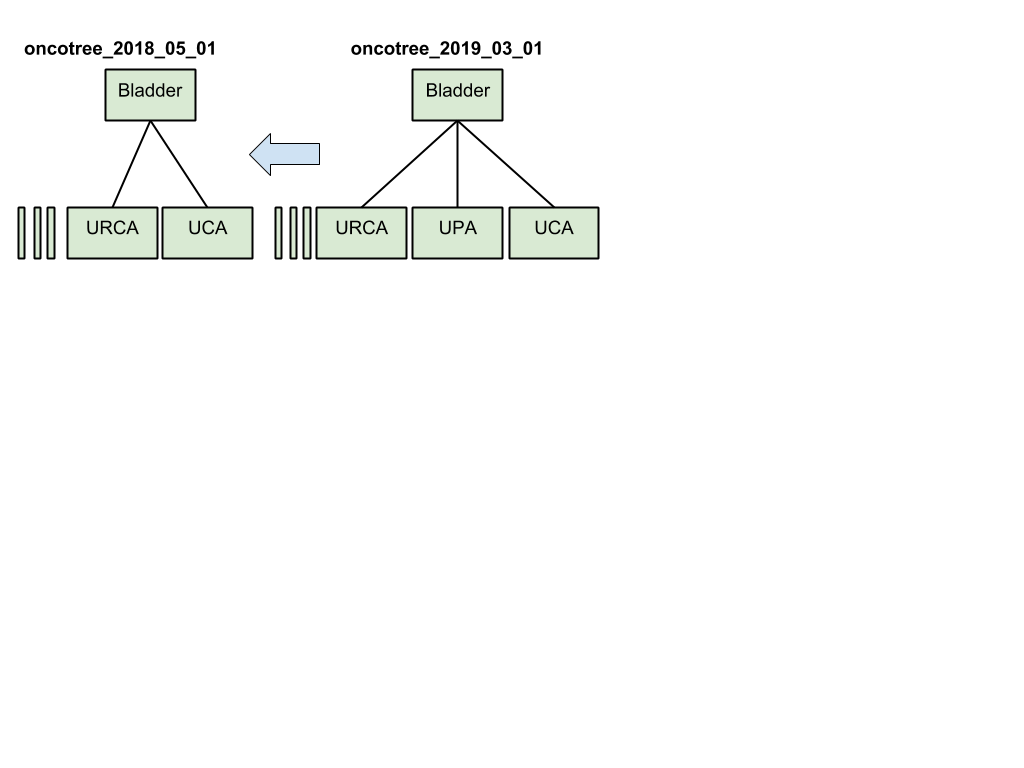 oncotree_2018_05_01
oncotree_2019_03_01
Bladder
Bladder
URCA
UCA
URCA
UPA
UCA